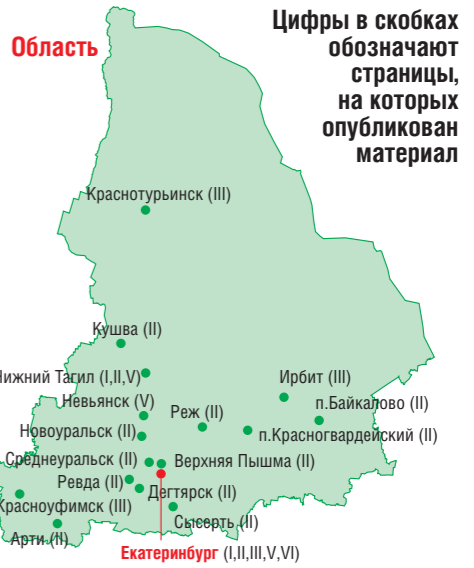 Область
Цифры в скобках
обозначают
страницы,
на которых
опубликован
материал
Краснотурьинск (III)
Кушва (II)
Нижний Тагил (I,II,V)
Ирбит (III)
Невьянск (V)
п.Байкалово (II)
Реж (II)
Новоуральск (II)
п.Красногвардейский (II)
Среднеуральск (II)
Верхняя Пышма (II)
Ревда (II)
Дегтярск (II)
Красноуфимск (III)
Сысерть (II)
Арти (II)
Екатеринбург (I,II,III,V,VI)